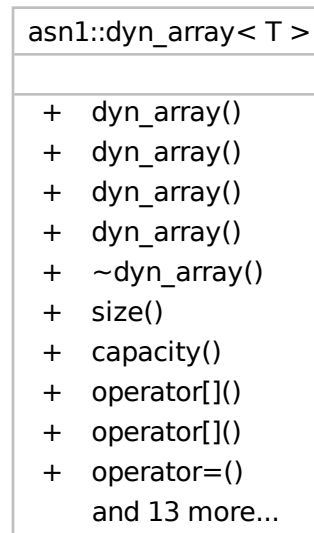 asn1::dyn_array< T >
+ dyn_array()
+ dyn_array()
+ dyn_array()
+ dyn_array()
+ ~dyn_array()
+ size()
+ capacity()
+ operator[]()
+ operator[]()
+ operator=()
and 13 more...